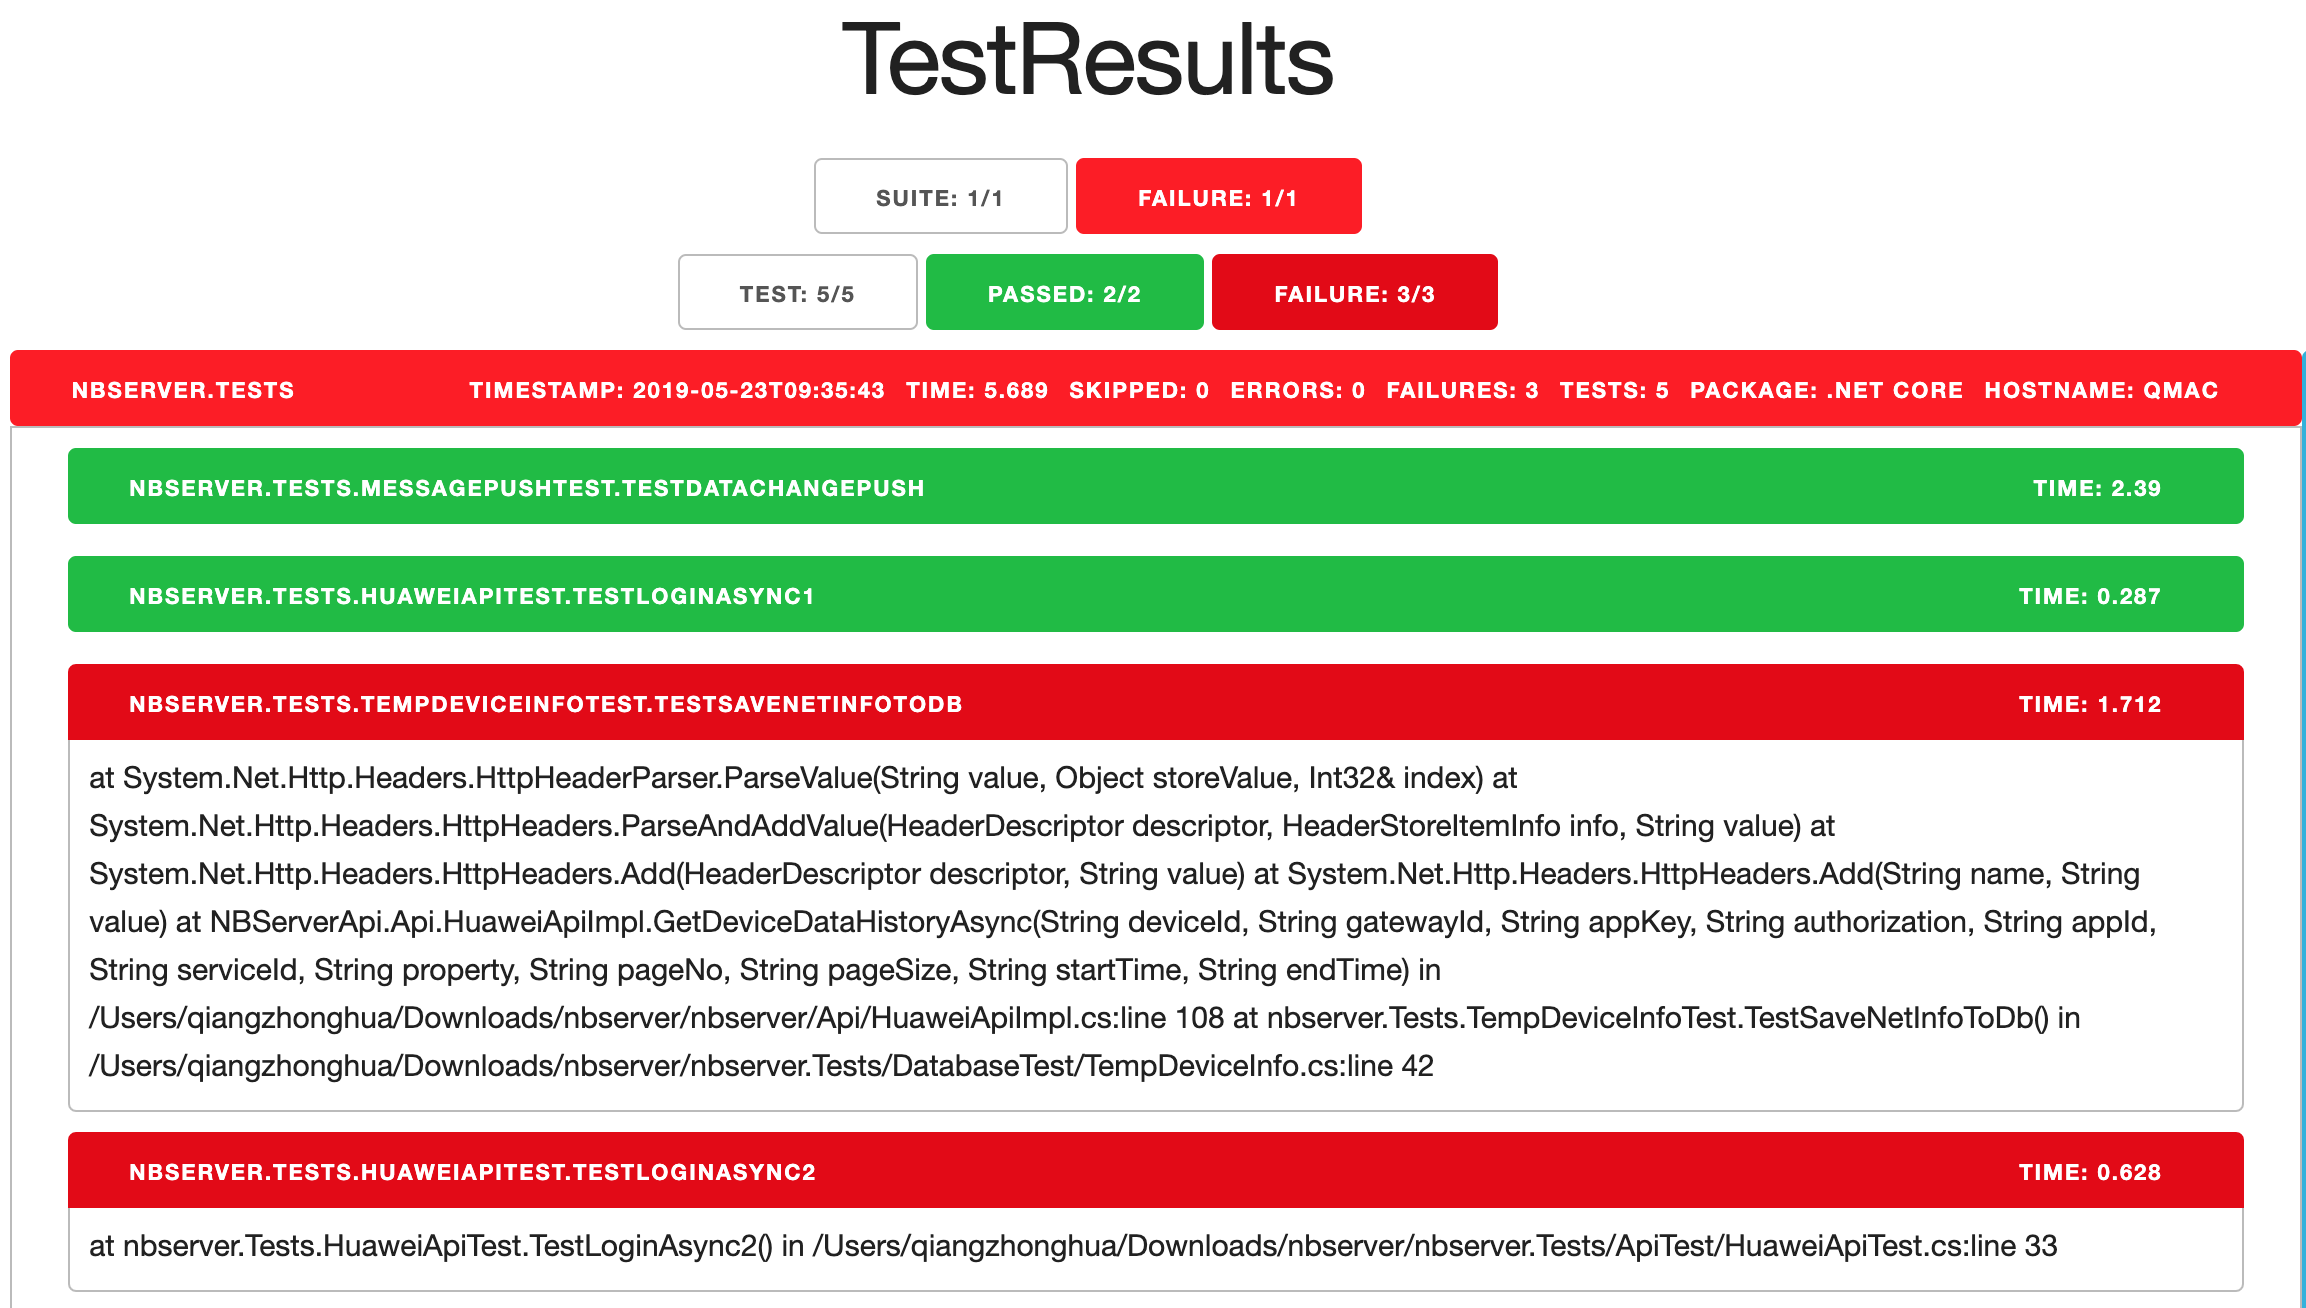 TestResults
SUITE: 1/1 FAILURE: 1/1
TEST: 5/5 PASSED: 2/2 FAILURE: 3/3
NBSERVER.TESTS TIMESTAMP: 2019-05-23T09:35:43 TIME: 5.689 SKIPPED: 0 ERRORS: 0 FAILURES: 3 TESTS: 5 PACKAGE: .NET CORE HOSTNAME: QMAC
NBSERVER.TESTS.MESSAGEPUSHTEST.TESTDATACHANGEPUSH TIME: 2.39
NBSERVER.TESTS.HUAWEIAPITEST.TESTLOGINASYNC1 TIME: 0.287
NBSERVER.TESTS.TEMPDEVICEINFOTEST.TESTSAVENETINFOTODB TIME: 1.712
at System.Net.Http.Headers.HttpHeaderParser.ParseValue(String value, Object storeValue, Int32& index) at
System.Net.Http.Headers.HttpHeaders.ParseAndAddValue(HeaderDescriptor descriptor, HeaderStoreItemInfo info, String value) at
System.Net.Http.Headers.HttpHeaders.Add(HeaderDescriptor descriptor, String value) at System.Net.Http.Headers.HttpHeaders.Add(String name, String
value) at NBServerApi.Api.HuaweiApiImpl.GetDeviceDataHistoryAsync(String deviceId, String gatewayId, String appKey, String authorization, String appId,
String serviceId, String property, String pageNo, String pageSize, String startTime, String endTime) in
/Users/qiangzhonghua/Downloads/nbserver/nbserver/Api/HuaweiApiImpl.cs:line 108 at nbserver.Tests.TempDeviceInfoTest.TestSaveNetInfoToDb() in
/Users/qiangzhonghua/Downloads/nbserver/nbserver.Tests/DatabaseTest/TempDeviceInfo.cs:line 42
NBSERVER.TESTS.HUAWEIAPITEST.TESTLOGINASYNC2 TIME: 0.628
at nbserver.Tests.HuaweiApiTest.TestLoginAsync2() in /Users/qiangzhonghua/Downloads/nbserver/nbserver.Tests/ApiTest/HuaweiApiTest.cs:line 33